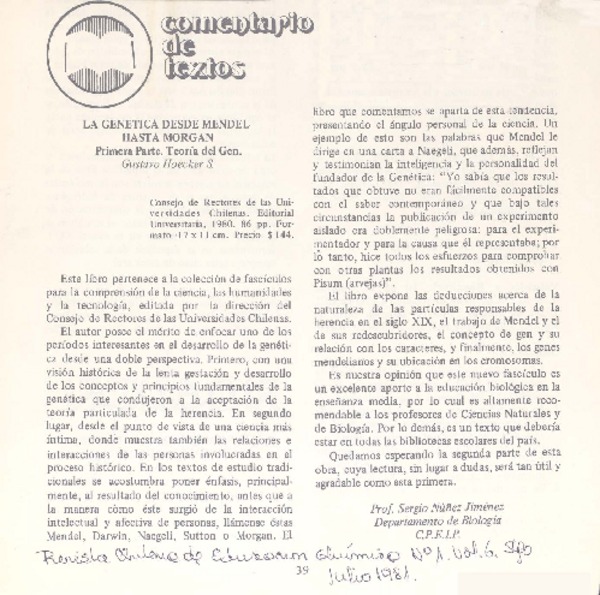 comentario
de
textos
LA GENETICA DESDE MENDEL
HASTA MORGAN
Primera Parte. Teoría del Gen.
Gustavo Hoecker S.
Consejo de Rectores de las Uni-
versidades Chilenas. Editorial
Universitaria, 1980. 86 pp. For-
mato 17 x 11 cm. Precio $ 144.
Este libro pertenece a la colección de fascículos
para la comprensión de la ciencia, las humanidades
y la tecnología, editada por la dirección del
Consejo de Rectores de las Universidades Chilenas.
El autor posee el mérito de enfocar uno de los
períodos interesantes en el desarrollo de la genéti-
ca desde una doble perspectiva. Primero, con una
visión histórica de la lenta gestación y desarrollo
de los conceptos y principios fundamentales de la
genética que condujeron a la aceptación de la
teoría particulada de la herencia. En segundo
lugar, desde el punto de vista de una ciencia más
íntima, donde muestra también las relaciones e
interacciones de las personas involucradas en el
proceso histórico. En los textos de estudio tradi-
cionales se acostumbra poner énfasis, principal-
mente, al resultado del conocimiento, antes que a
la manera cómo éste surgió de la interacción
intelectual y afectiva de personas, llámense éstas
Mendel, Darwin, Naegeli, Sutton o Morgan. El
libro que comentamos se aparta de esta tendencia,
presentando el ángulo personal de la ciencia. Un
ejemplo de esto son las palabras que Mendel le
dirige en una carta a Naegeli, que además, reflejan
y testimonian la inteligencia y la personalidad del
fundador de la Genética: "Yo sabía que los resul-
tados que obtuve no eran fácilmente compatibles
con el saber contemporáneo y que bajo tales
circunstancias la publicación de un experimento
aislado era doblemente peligrosa: para el experi-
mentador y para la causa que él representaba; por
lo tanto, hice todos los esfuerzos para comprobar
con otras plantas los resultados obtenidos con
Pisum (arvejas)".
El libro expone las deducciones acerca de la
naturaleza de las partículas responsables de la
herencia en el siglo XIX, el trabajo de Mendel y el
de sus redescubridores, el concepto de gen y su
relación con los caracteres, y finalmente, los genes
mendelianos y su ubicación en los cromosomas.
Es nuestra opinión que este nuevo fascículo es
un excelente aporte a la educación biológica en la
enseñanza media, por lo cual es altamente reco-
mendable a los profesores de Ciencias Naturales y
de Biología. Por lo demás, es un texto que debería
estar en todas las bibliotecas escolares del país.
Quedamos esperando la segunda parte de esta
obra, cuya lectura, sin lugar a dudas, será tan útil y
agradable como esta primera.
Prof. Sergio Núñez Jiménez
Departamento de Biología
C.P.E.I.P.
Revista Chilena de Educación Química Nº 1. Vol. 6. Stgo
Julio 1981.
39